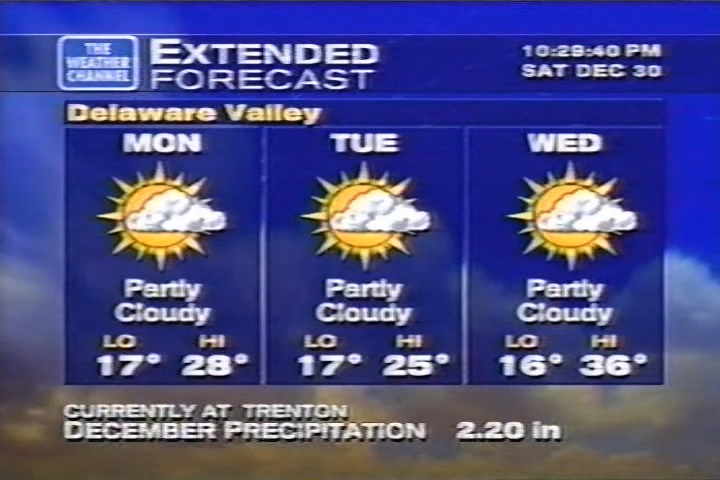 THE
WEATHER
CHANNEL
EXTENDED
FORECAST
10:29:40 PM
SAT DEC 30
Delaware Valley
MON TUE WED
Partly Partly Partly
Cloudy Cloudy Cloudy
LO HI LO HI LO HI
17° 28° 17° 25° 16° 36°
CURRENTLY AT TRENTON
DECEMBER PRECIPITATION 2.20 in